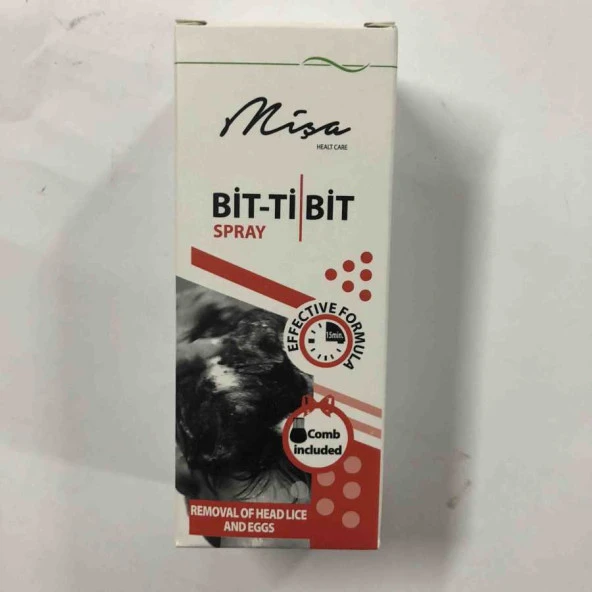 Mişa
HEALT CARE
BİT-Tİ BİT
SPRAY
EFFECTIVE FORMULA
15min.
Comb
included
REMOVAL OF HEAD LICE
AND EGGS